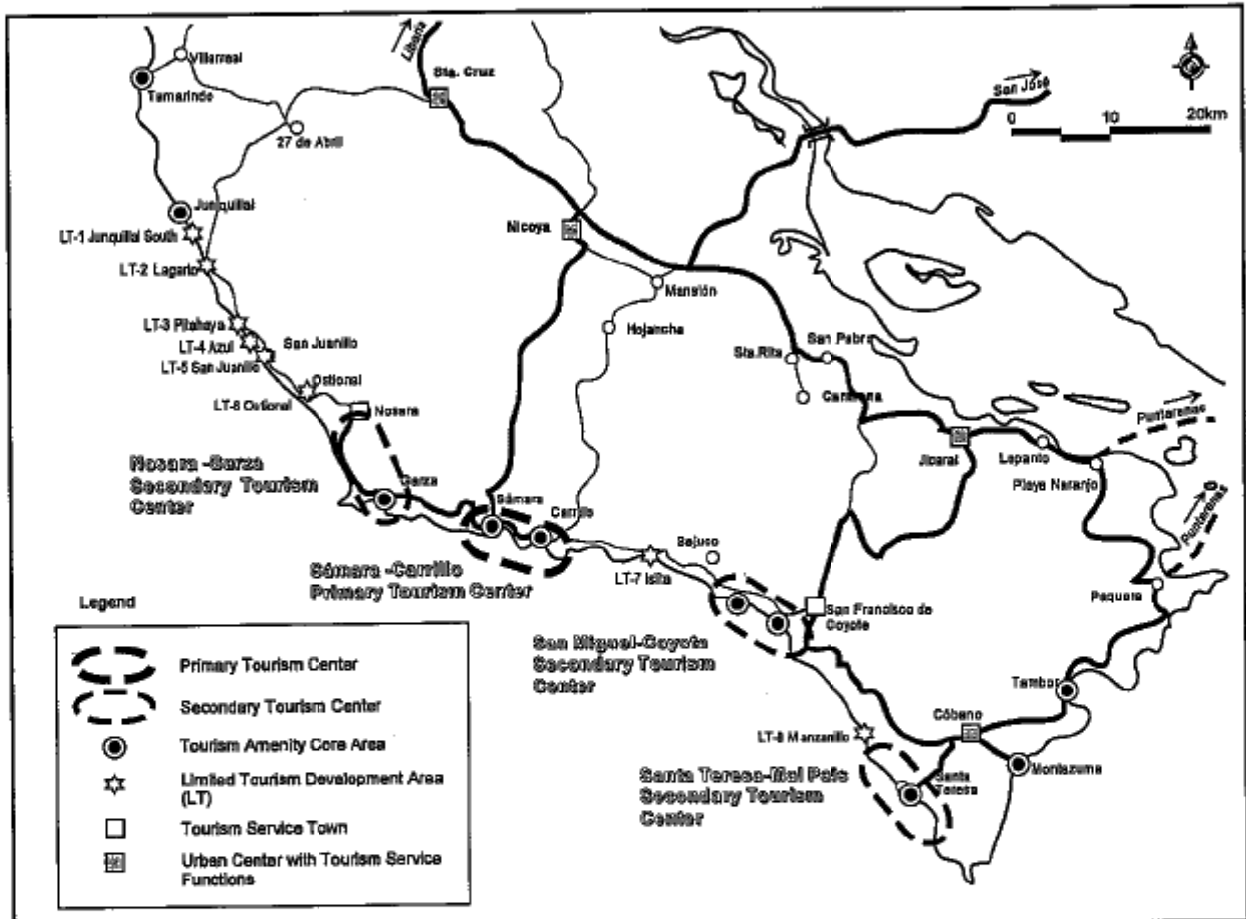 Villarreal
Tamarindo
27 de Abril
Liberia
Sta. Cruz
San José
0 10 20km
Junquillal
LT-1 Junquillal South
LT-2 Lagarto
Nicoya
Mansión
Hojancha
LT-3 Pitahaya
LT-4 Azul
San Juanillo
LT-5 San Juanillo
Ostional
LT-6 Ostional
Nosara
Sta. Rita
San Pabro
Carmona
Jicaral
Lepanto
Playa Naranjo
Puntarenas
Puntarenas
Paquera
Nosara -Garza
Secondary Tourism
Center
Garza
Sámara
Carrillo
Sámara -Carrillo
Primary Tourism Center
LT-7 Islita
Bejuco
San Francisco de
Coyote
San Miguel-Coyote
Secondary Tourism
Center
Tambor
Cóbano
LT-8 Manzanillo
Montezuma
Santa
Teresa
Santa Teresa-Mal Pais
Secondary Tourism
Center
Legend
Primary Tourism Center
Secondary Tourism Center
Tourism Amenity Core Area
Limited Tourism Development Area
(LT)
Tourism Service Town
Urban Center with Tourism Service
Functions